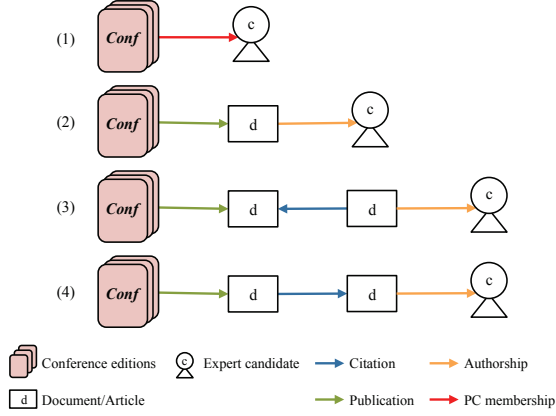 (1) Conf c
(2) Conf d c
(3) Conf d d c
(4) Conf d d c
Conference editions c Expert candidate Citation Authorship
d Document/Article Publication PC membership